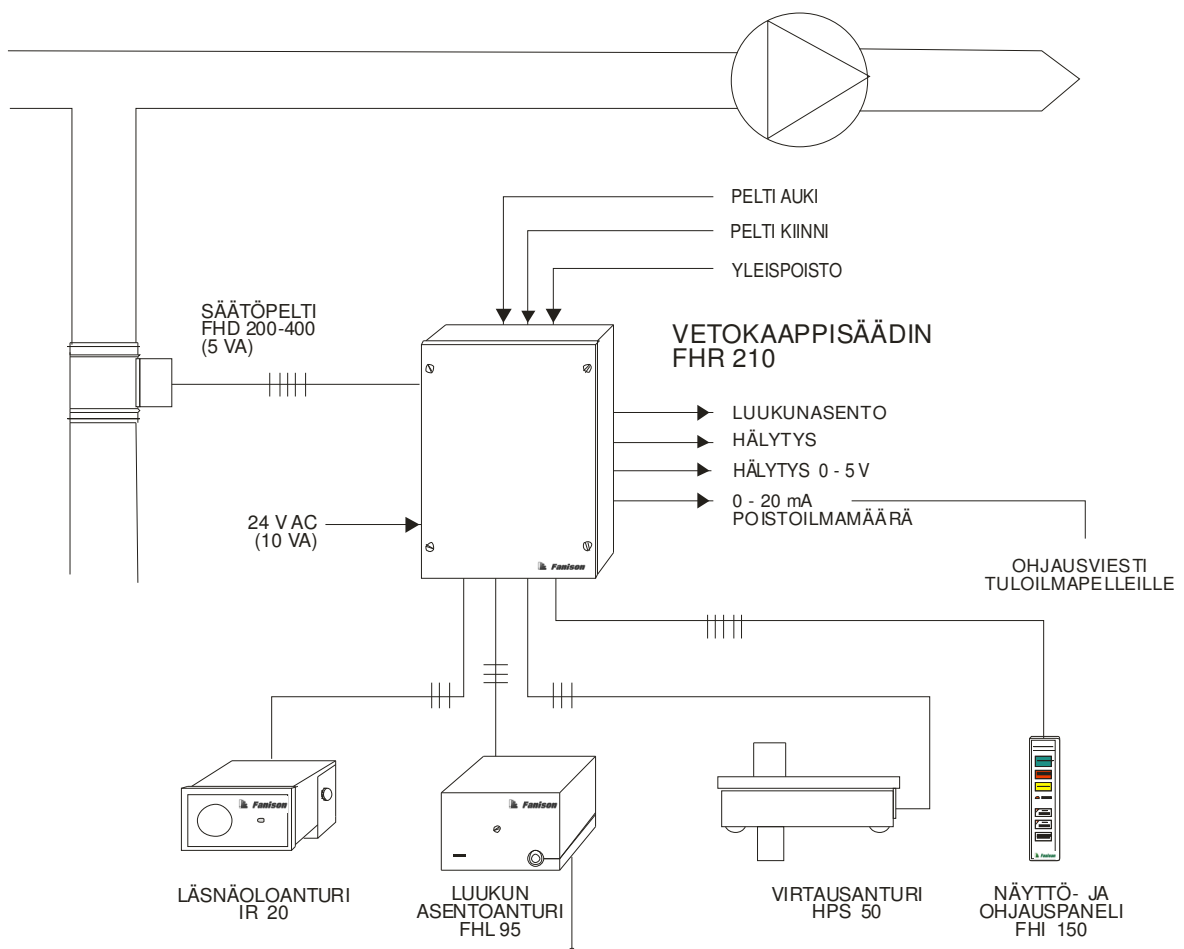 PELTI AUKI
PELTI KIINNI
YLEISPOISTO
SÄÄTÖPELTI
FHD 200-400
(5 VA)
VETOKAAPPISÄÄDIN
FHR 210
LUUKUNASENTO
HÄLYTYS
HÄLYTYS 0 - 5 V
0 - 20 mA
POISTOILMAMÄÄRÄ
24 V AC
(10 VA)
Fanison
OHJAUSVIESTI
TULOILMAPELLEILLE
Fanison
Fanison
Fanison
LÄSNÄOLOANTURI
IR 20
LUUKUN
ASENTOANTURI
FHL 95
VIRTAUSANTURI
HPS 50
NÄYTTÖ- JA
OHJAUSPANELI
FHI 150